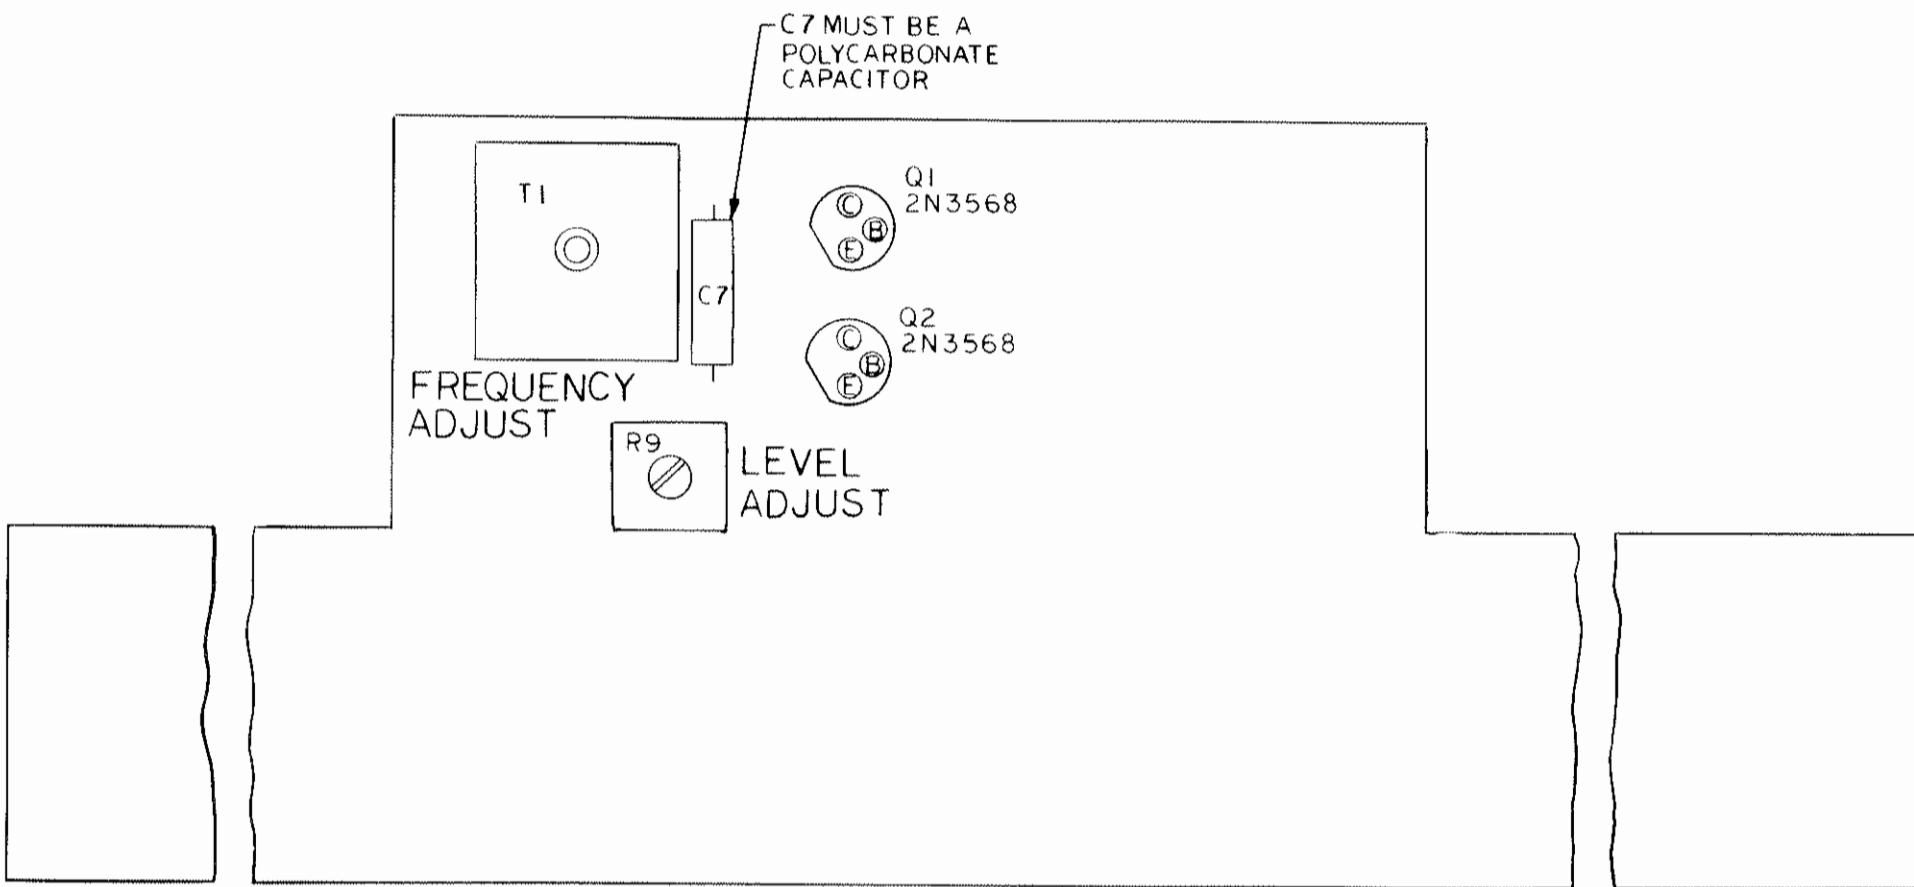 C7 MUST BE A
POLYCARBONATE
CAPACITOR
T1
C7
Q1
2N3568
C
B
E
Q2
2N3568
C
B
E
FREQUENCY
ADJUST
R9
LEVEL
ADJUST